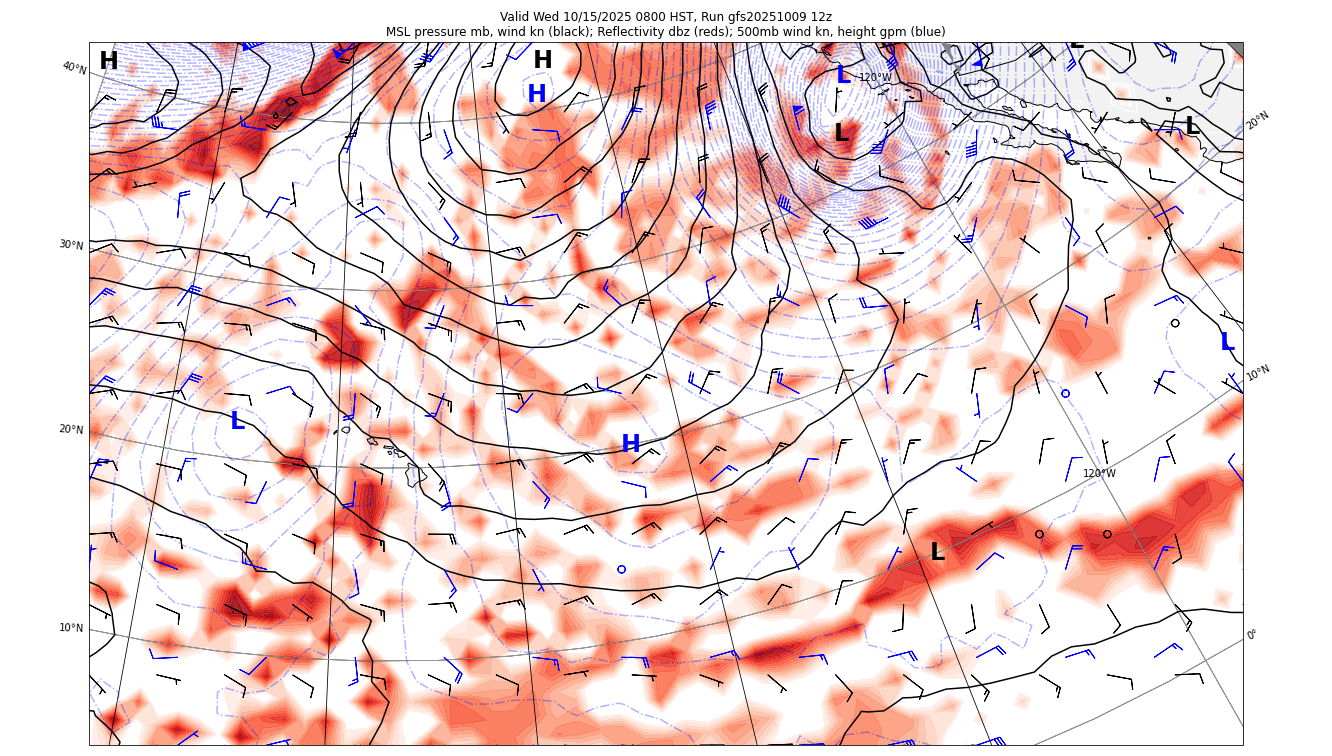 Valid Wed 10/15/2025 0800 HST, Run gfs20251009 12z
MSL pressure mb, wind kn (black); Reflectivity dbz (reds); 500mb wind kn, height gpm (blue)
H
H
L
40°N
L
120°W
H
L
L
20°N
30°N
L
10°N
L
20°N
H
120°W
L
10°N
0°